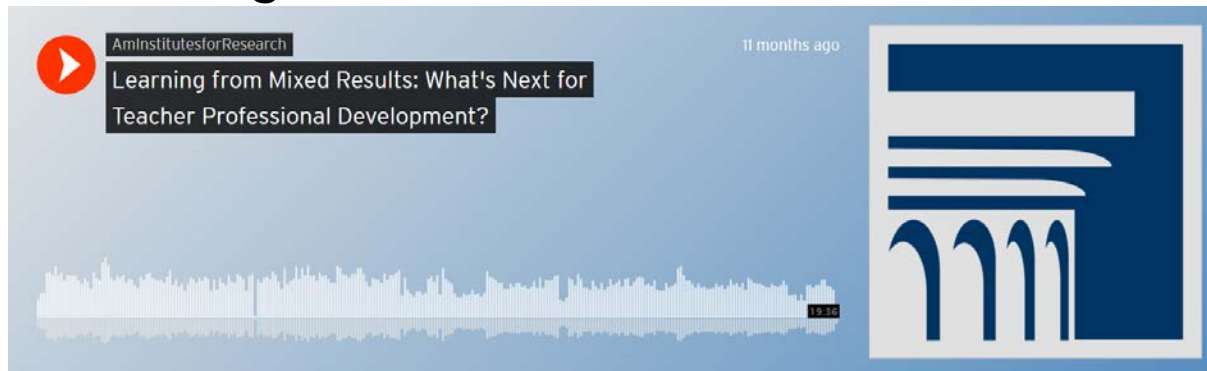 AmInstitutesforResearch
11 months ago
Learning from Mixed Results: What's Next for
Teacher Professional Development?
19:36